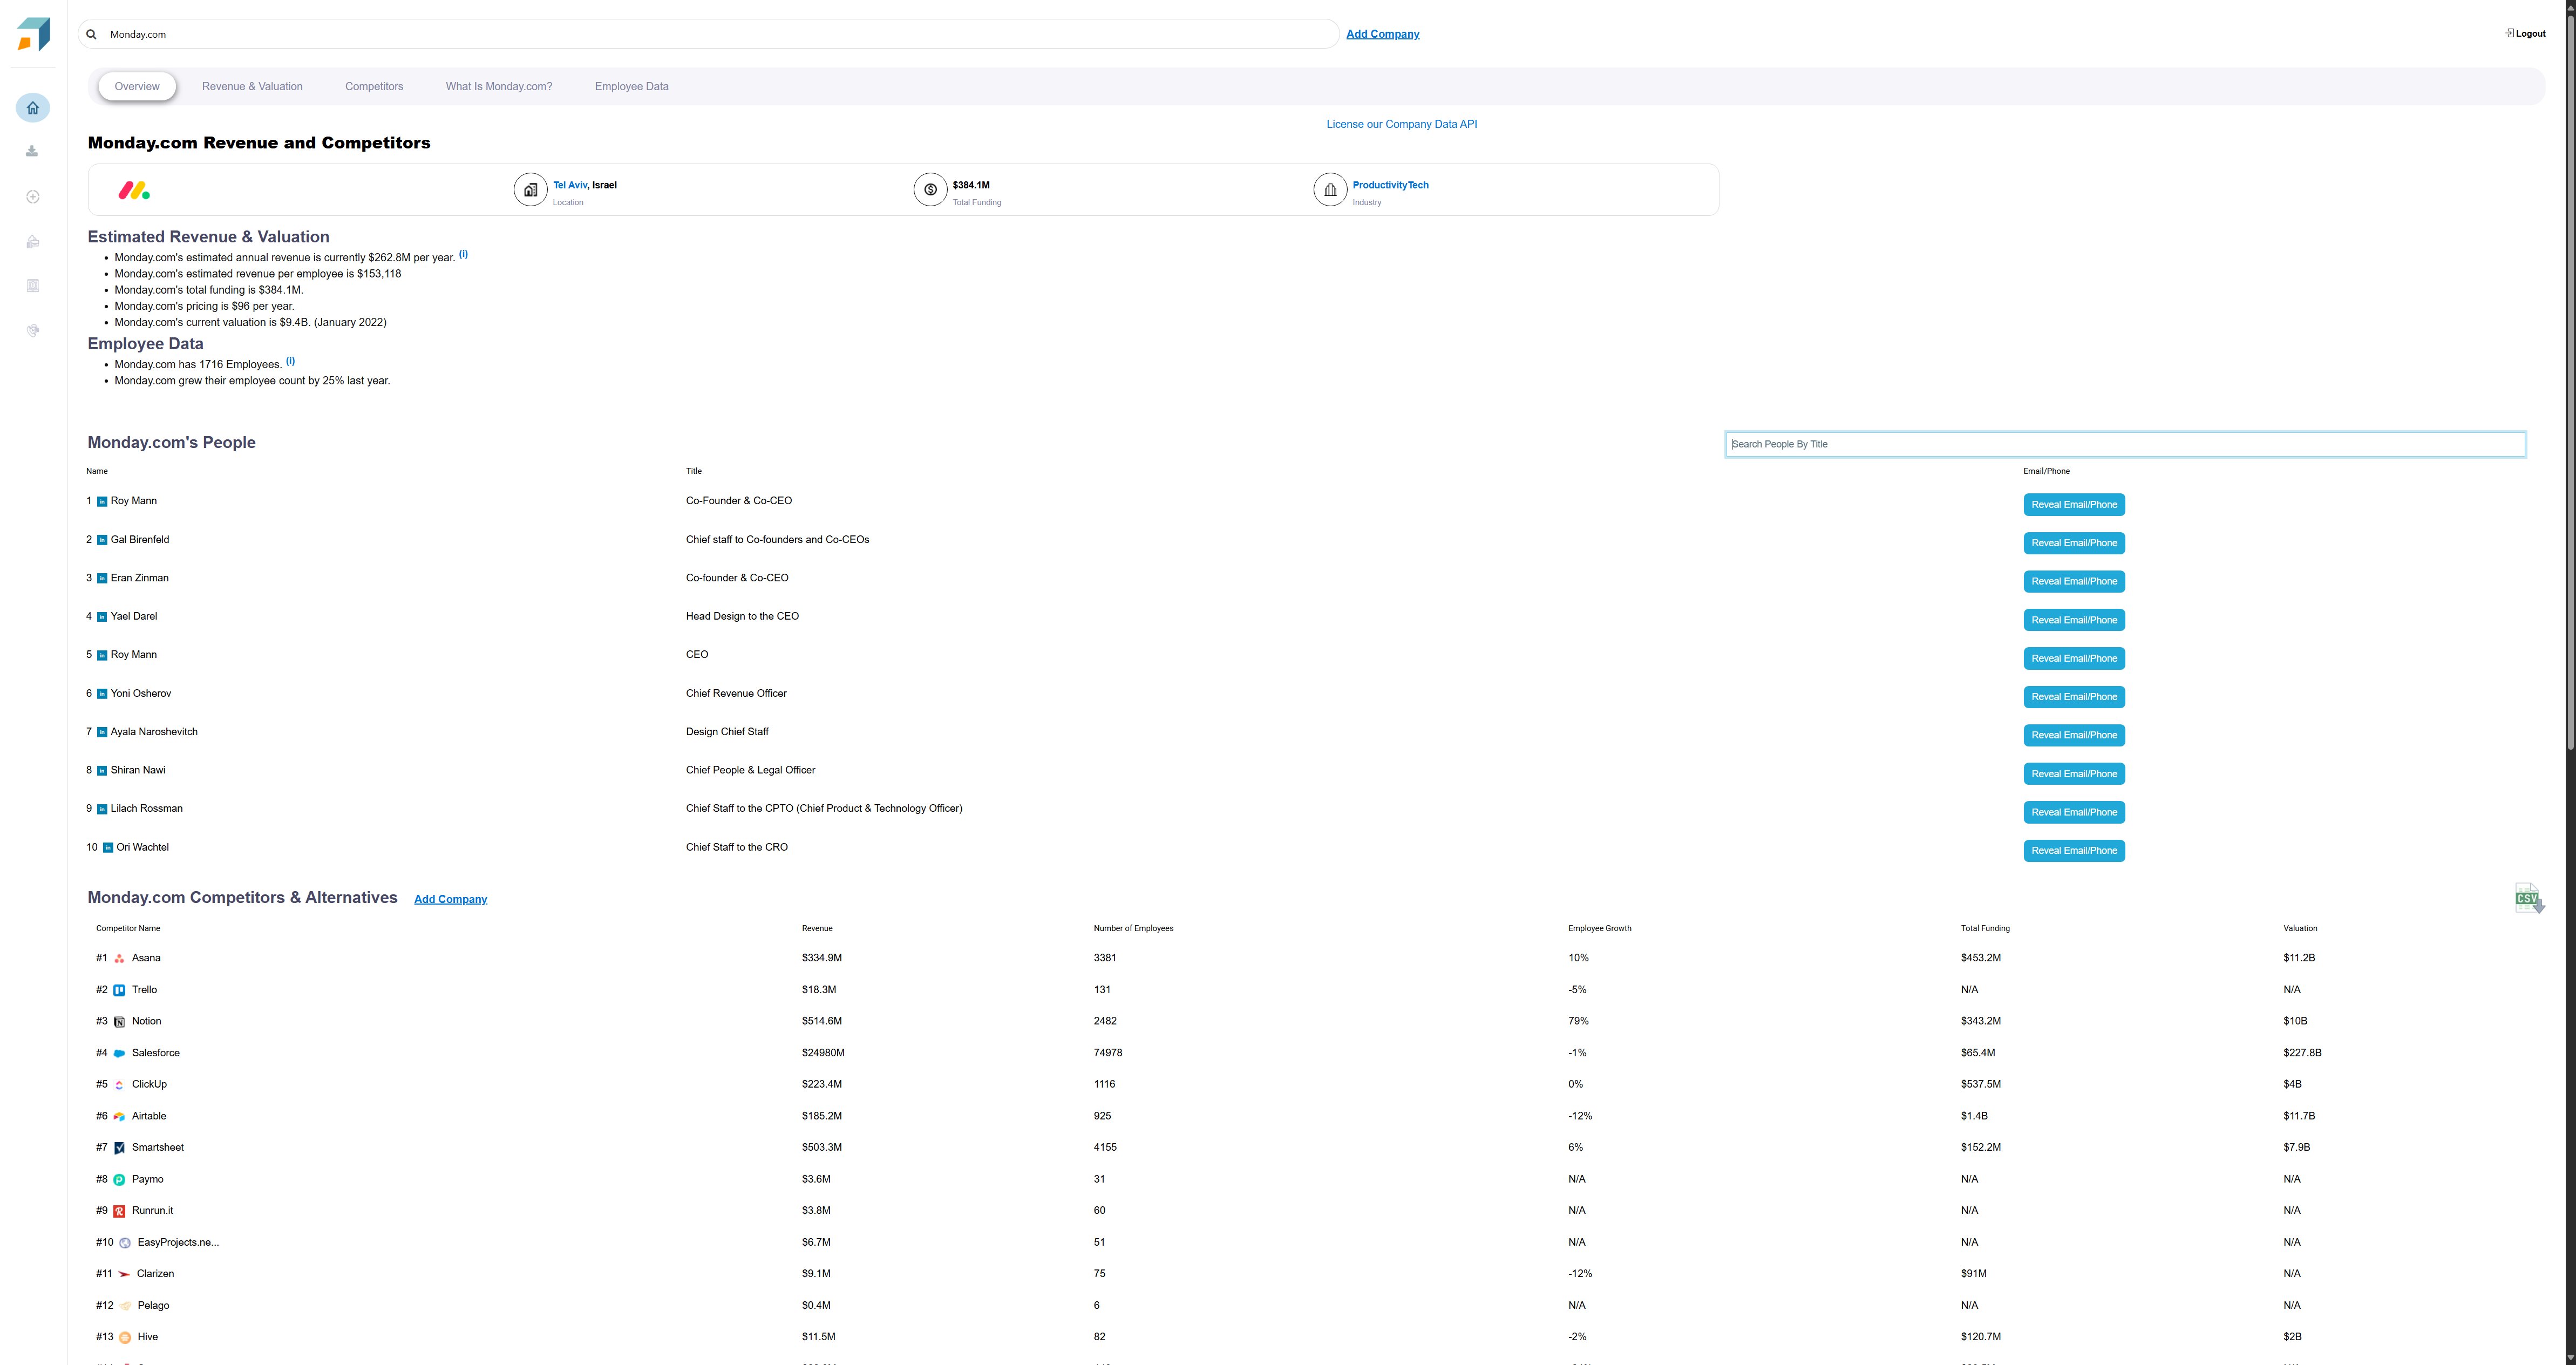 Monday.com
Add Company
Logout
Overview
Revenue & Valuation
Competitors
What Is Monday.com?
Employee Data
License our Company Data API
Monday.com Revenue and Competitors
Tel Aviv, Israel
Location
$384.1M
Total Funding
ProductivityTech
Industry
Estimated Revenue & Valuation
Monday.com's estimated annual revenue is currently $262.8M per year. (i)
Monday.com's estimated revenue per employee is $153,118
Monday.com's total funding is $384.1M.
Monday.com's pricing is $96 per year.
Monday.com's current valuation is $9.4B. (January 2022)
Employee Data
Monday.com has 1716 Employees. (i)
Monday.com grew their employee count by 25% last year.
Monday.com's People
Search People By Title
Name Title Email/Phone
1 in Roy Mann Co-Founder & Co-CEO Reveal Email/Phone
2 in Gal Birenfeld Chief staff to Co-founders and Co-CEOs Reveal Email/Phone
3 in Eran Zinman Co-founder & Co-CEO Reveal Email/Phone
4 in Yael Darel Head Design to the CEO Reveal Email/Phone
5 in Roy Mann CEO Reveal Email/Phone
6 in Yoni Osherov Chief Revenue Officer Reveal Email/Phone
7 in Ayala Naroshevitch Design Chief Staff Reveal Email/Phone
8 in Shiran Nawi Chief People & Legal Officer Reveal Email/Phone
9 in Lilach Rossman Chief Staff to the CPTO (Chief Product & Technology Officer) Reveal Email/Phone
10 in Ori Wachtel Chief Staff to the CRO Reveal Email/Phone
Monday.com Competitors & Alternatives Add Company CSV
Competitor Name Revenue Number of Employees Employee Growth Total Funding Valuation
#1 Asana $334.9M 3381 10% $453.2M $11.2B
#2 Trello $18.3M 131 -5% N/A N/A
#3 Notion $514.6M 2482 79% $343.2M $10B
#4 Salesforce $24980M 74978 -1% $65.4M $227.8B
#5 ClickUp $223.4M 1116 0% $537.5M $4B
#6 Airtable $185.2M 925 -12% $1.4B $11.7B
#7 Smartsheet $503.3M 4155 6% $152.2M $7.9B
#8 Paymo $3.6M 31 N/A N/A N/A
#9 Runrun.it $3.8M 60 N/A N/A N/A
#10 EasyProjects.ne... $6.7M 51 N/A N/A N/A
#11 Clarizen $9.1M 75 -12% $91M N/A
#12 Pelago $0.4M 6 N/A N/A N/A
#13 Hive $11.5M 82 -2% $120.7M $2B